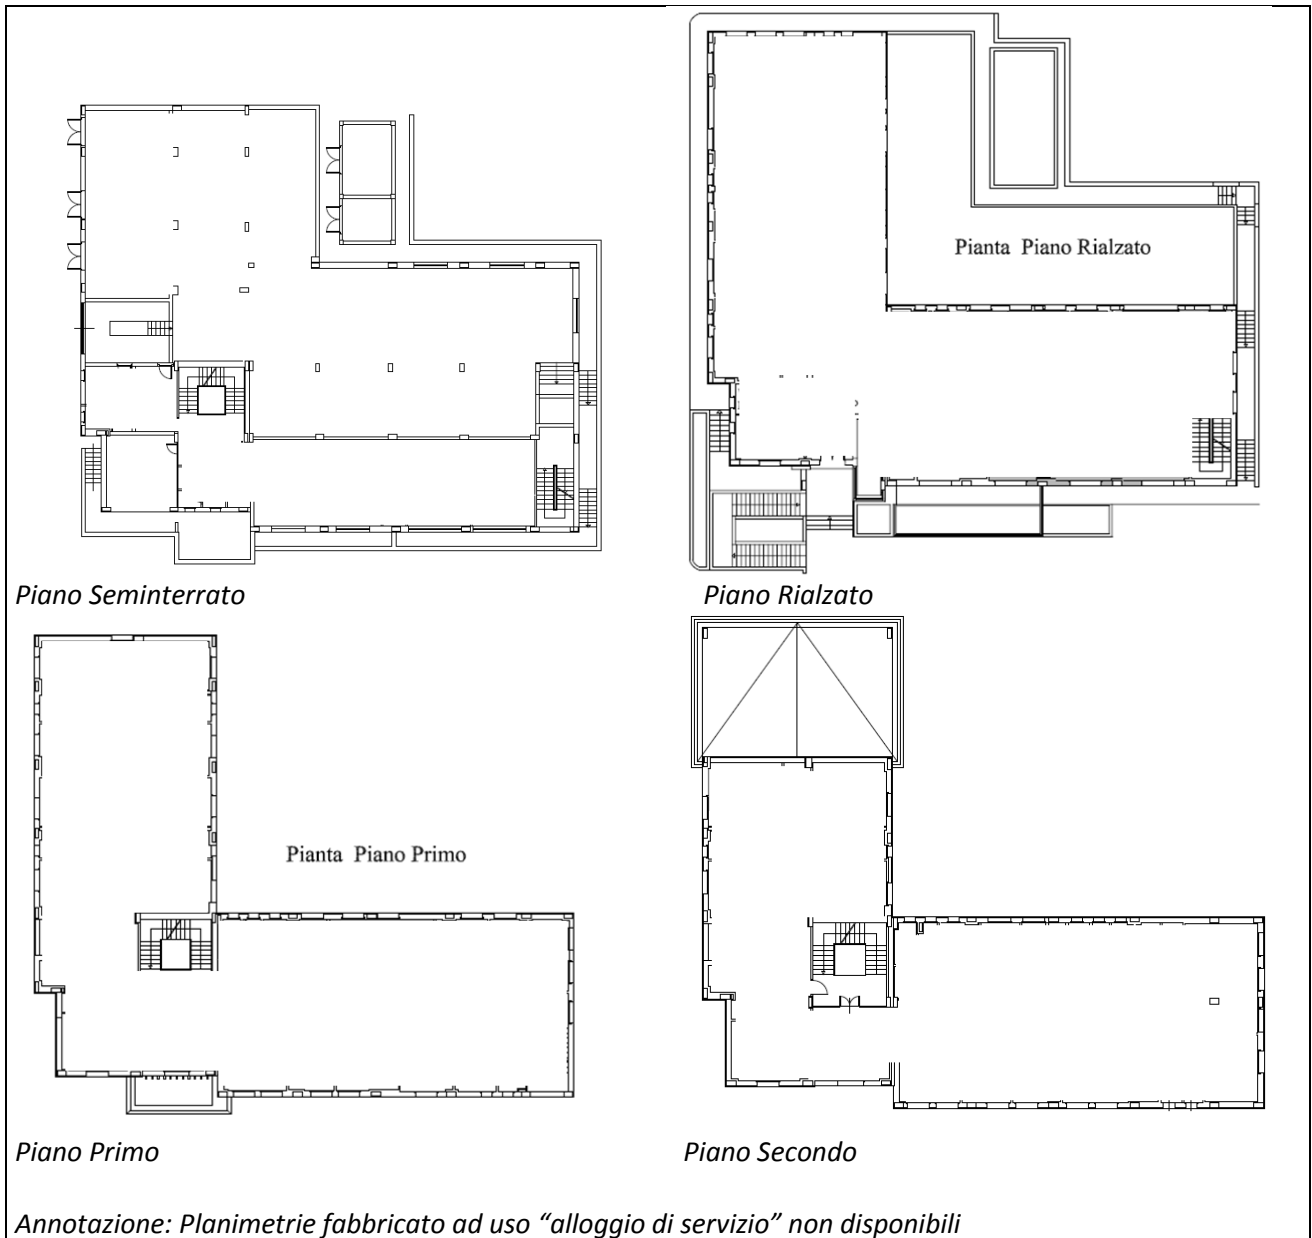 Pianta Piano Rialzato
Piano Seminterrato
Piano Rialzato
Pianta Piano Primo
Piano Primo
Piano Secondo
Annotazione: Planimetrie fabbricato ad uso “alloggio di servizio” non disponibili